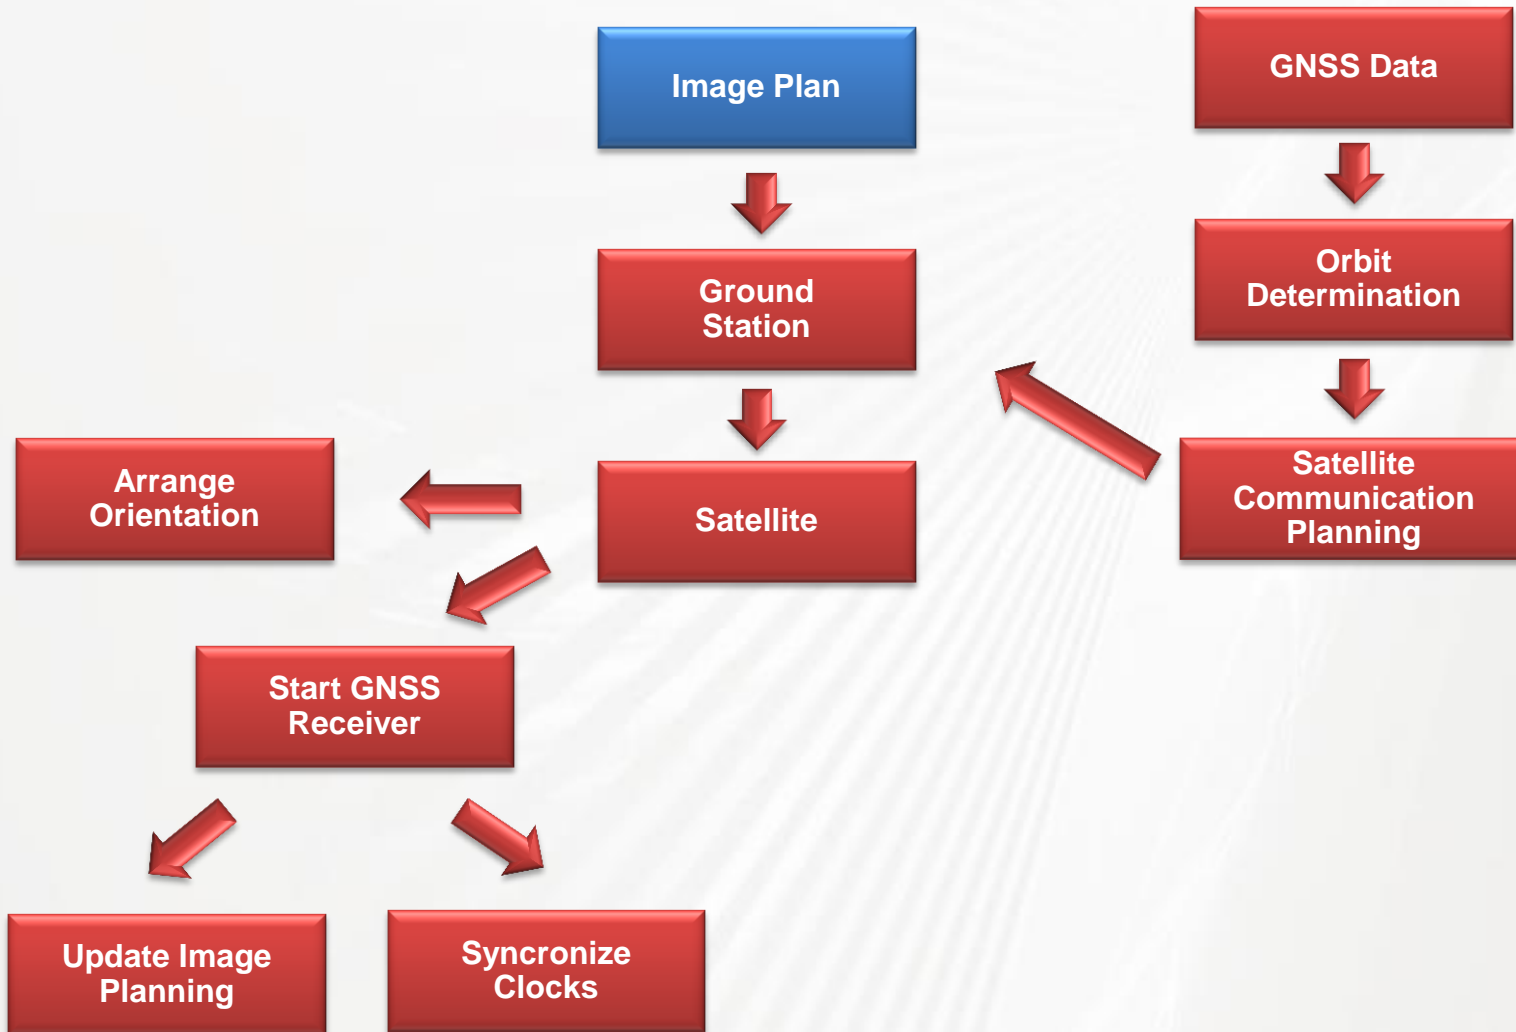 Image Plan
GNSS Data
Ground
Station
Orbit
Determination
Arrange
Orientation
Satellite
Satellite
Communication
Planning
Start GNSS
Receiver
Update Image
Planning
Syncronize
Clocks